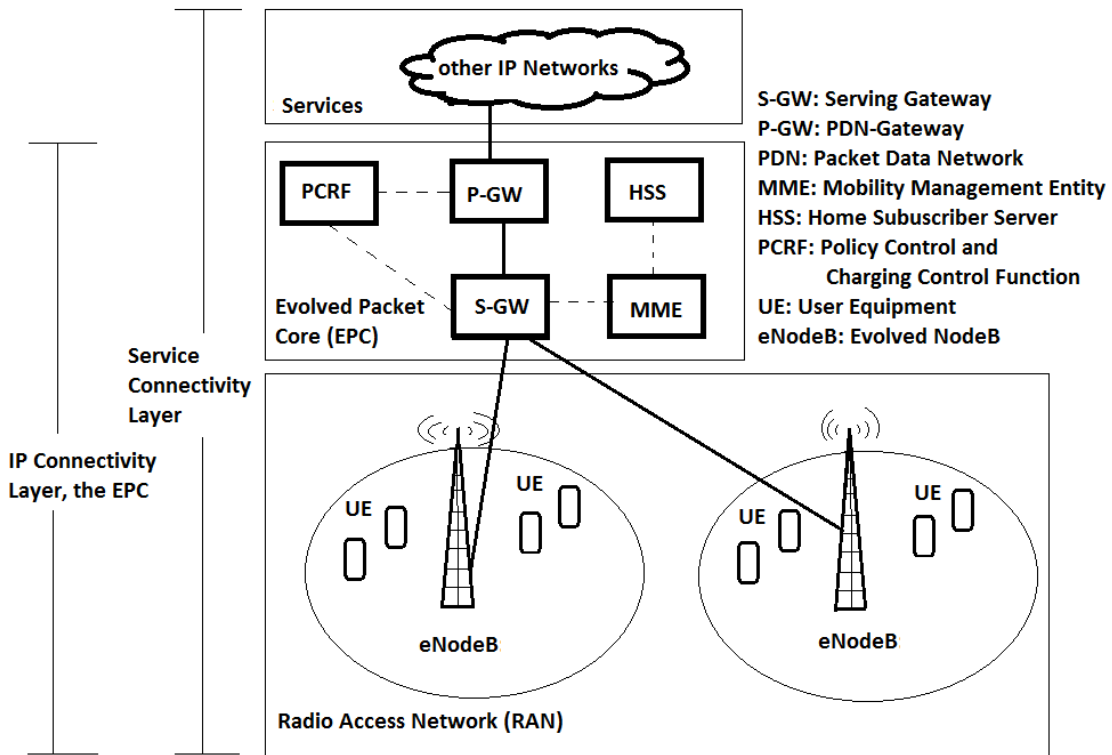 other IP Networks
Services
PCRF
P-GW
HSS
S-GW
MME
Evolved Packet
Core (EPC)
S-GW: Serving Gateway
P-GW: PDN-Gateway
PDN: Packet Data Network
MME: Mobility Management Entity
HSS: Home Subuscriber Server
PCRF: Policy Control and
Charging Control Function
UE: User Equipment
eNodeB: Evolved NodeB
Service
Connectivity
Layer
IP Connectivity
Layer, the EPC
UE
UE
UE
UE
eNodeB
eNodeB
Radio Access Network (RAN)